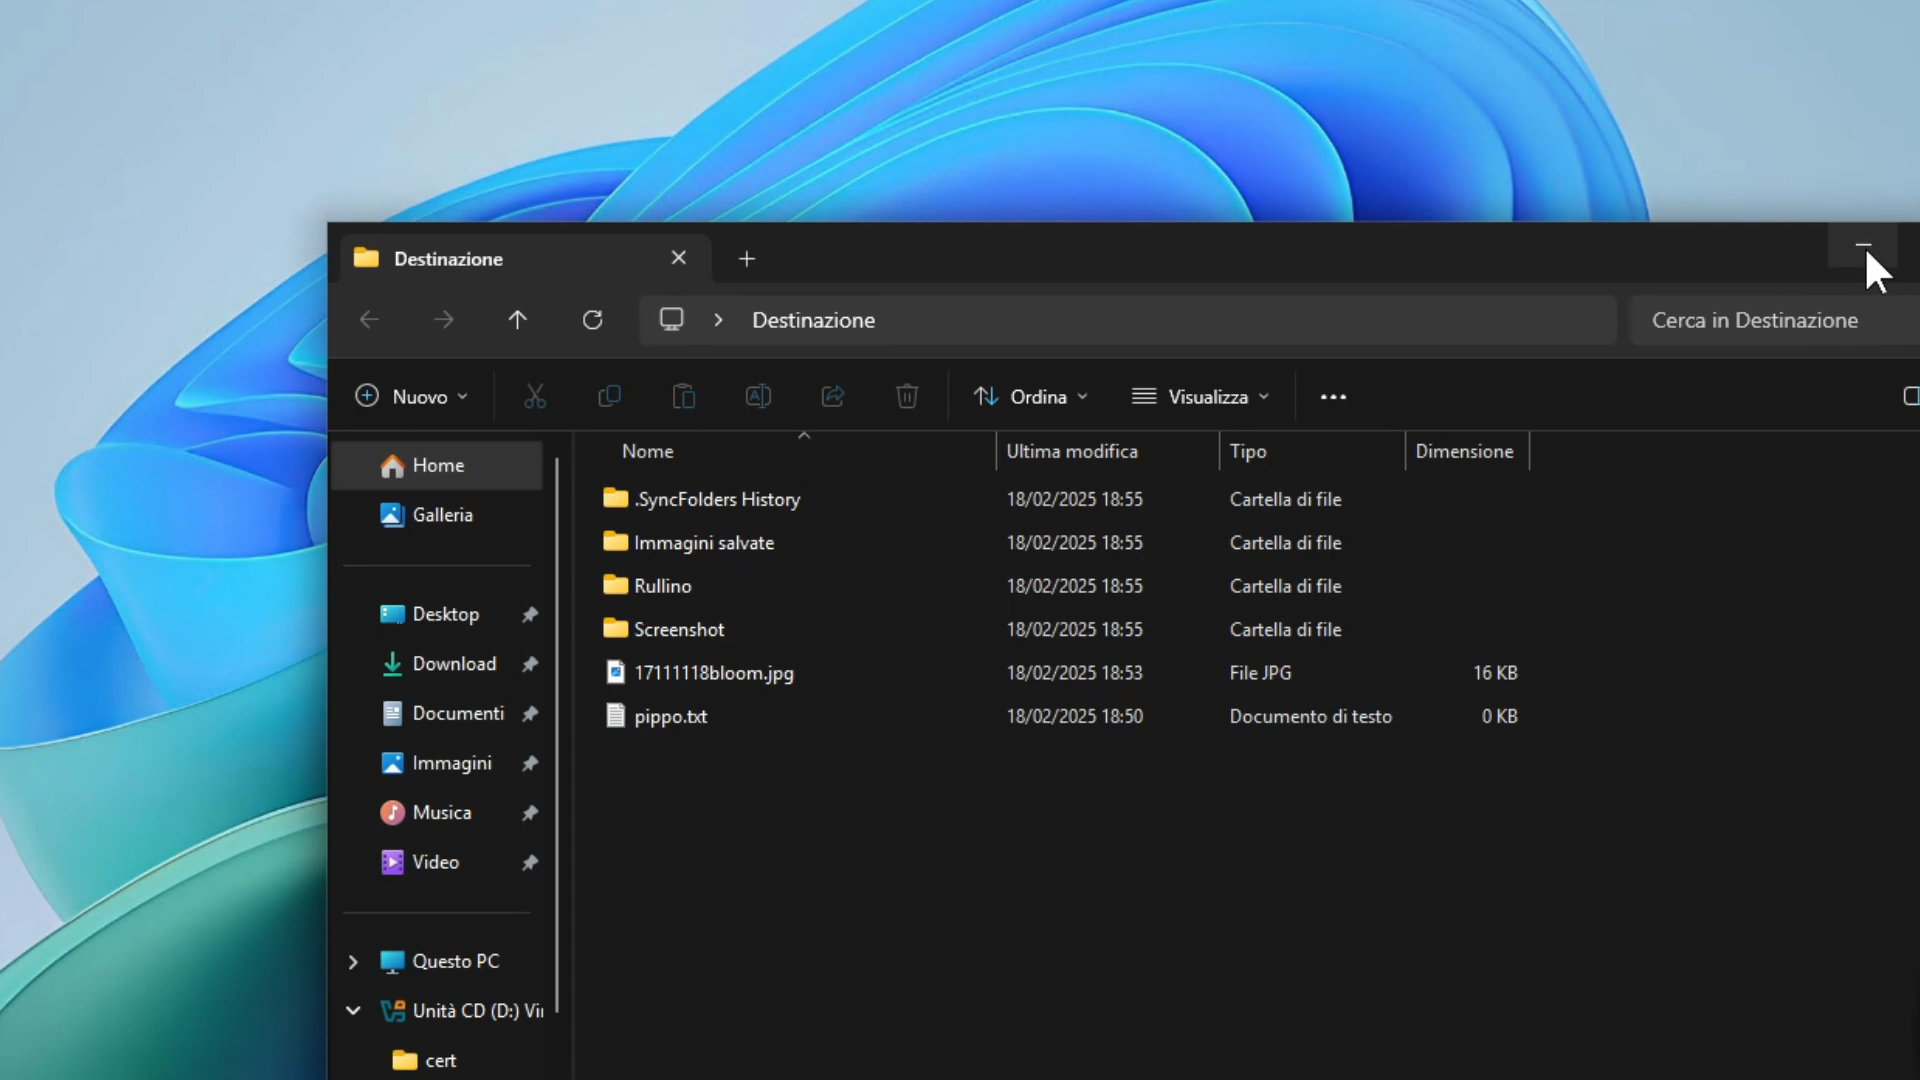 Destinazione
Destinazione
Cerca in Destinazione
Nuovo
Ordina
Visualizza
Nome Ultima modifica Tipo Dimensione
.SyncFolders History 18/02/2025 18:55 Cartella di file
Immagini salvate 18/02/2025 18:55 Cartella di file
Rullino 18/02/2025 18:55 Cartella di file
Screenshot 18/02/2025 18:55 Cartella di file
17111118bloom.jpg 18/02/2025 18:53 File JPG 16 KB
pippo.txt 18/02/2025 18:50 Documento di testo 0 KB
Home
Galleria
Desktop
Download
Documenti
Immagini
Musica
Video
Questo PC
Unità CD (D:) Vir
cert